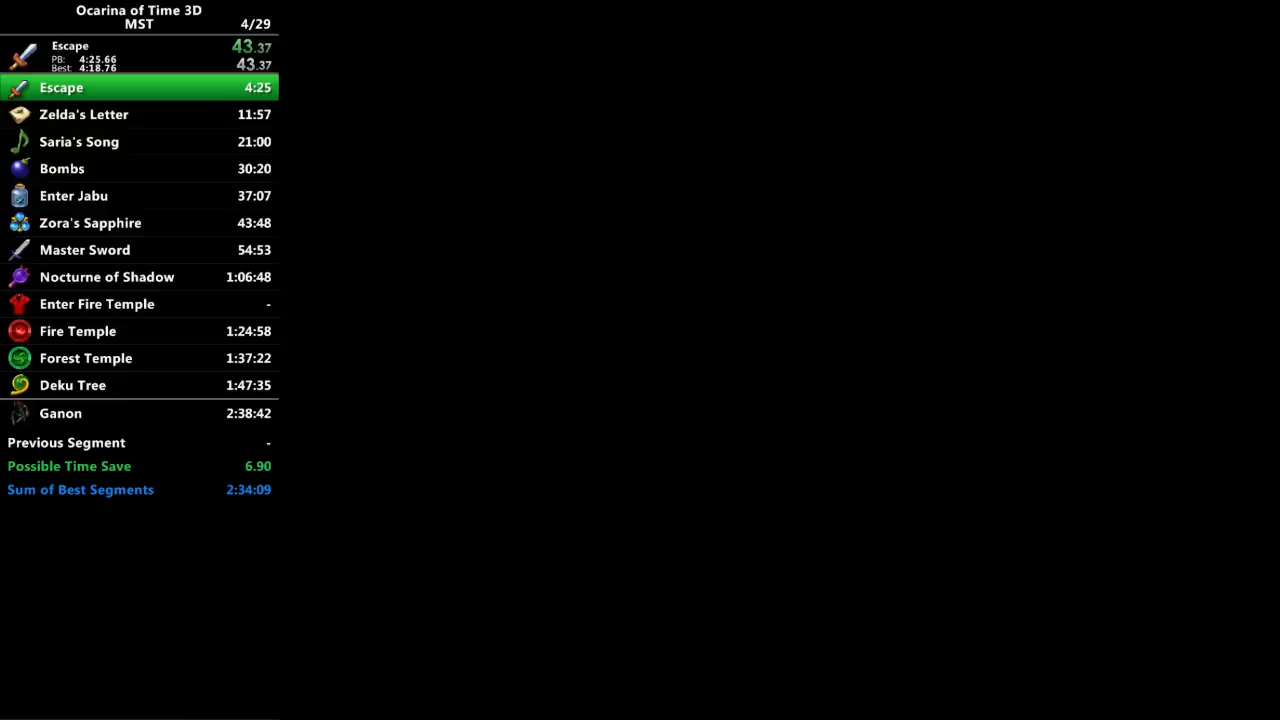 Ocarina of Time 3D
MST 4/29
Escape 43.37
PB: 4:25.66
Best: 4:18.76 43.37
Escape 4:25
Zelda's Letter 11:57
Saria's Song 21:00
Bombs 30:20
Enter Jabu 37:07
Zora's Sapphire 43:48
Master Sword 54:53
Nocturne of Shadow 1:06:48
Enter Fire Temple -
Fire Temple 1:24:58
Forest Temple 1:37:22
Deku Tree 1:47:35
Ganon 2:38:42
Previous Segment -
Possible Time Save 6.90
Sum of Best Segments 2:34:09